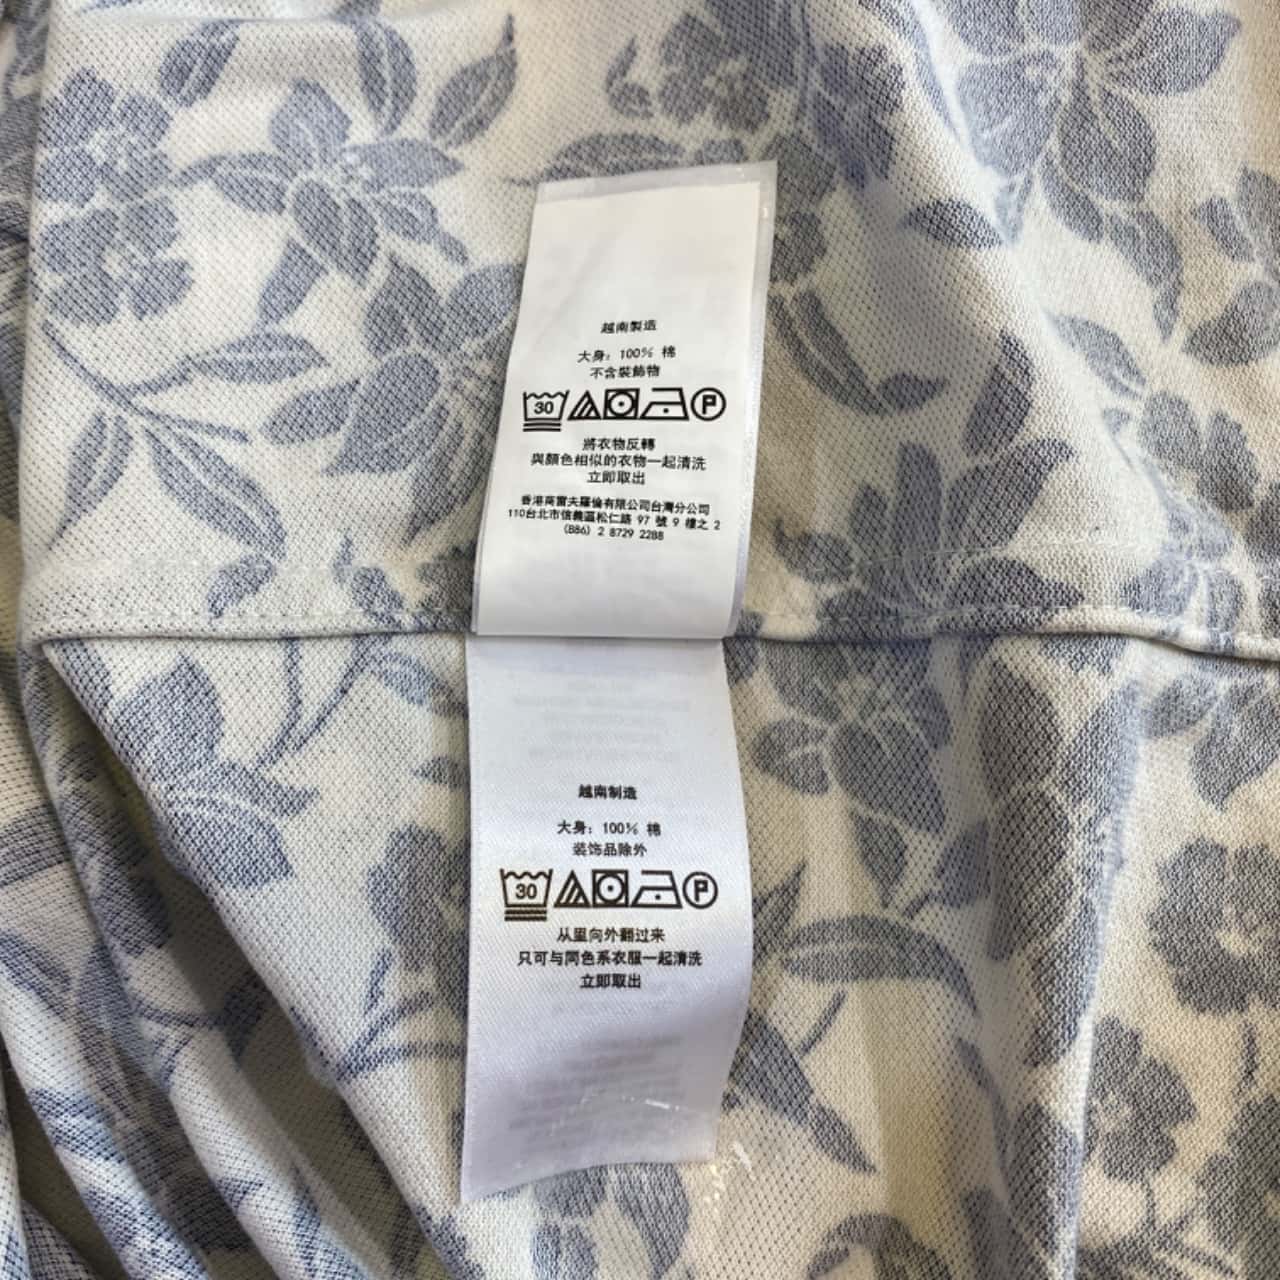 越南製造
大身：100% 棉
不含裝飾物
30 P
將衣物反轉
與顏色相似的衣物一起清洗
立即取出
香港商雷夫羅倫有限公司台灣分公司
110台北市信義區松仁路 97 號 9 樓之 2
(886) 2 8729 2288
越南制造
大身：100% 棉
装饰品除外
30 P
从里向外翻过来
只可与同色系衣服一起清洗
立即取出